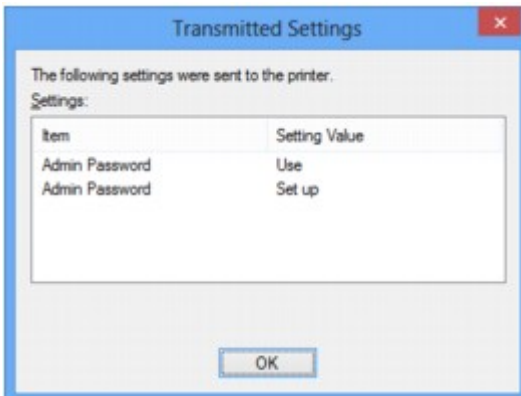 Transmitted Settings
The following settings were sent to the printer.
Settings:
Item Setting Value
Admin Password Use
Admin Password Set up
OK